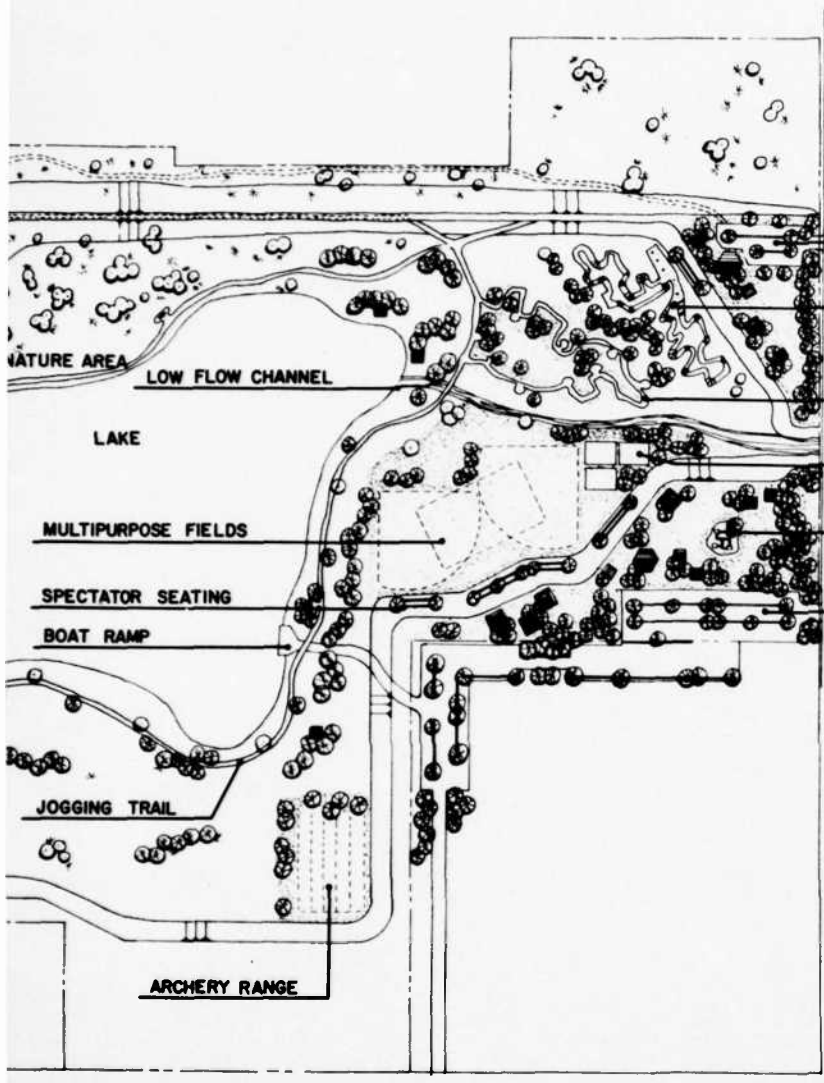 NATURE AREA
LOW FLOW CHANNEL
LAKE
MULTIPURPOSE FIELDS
SPECTATOR SEATING
BOAT RAMP
JOGGING TRAIL
ARCHERY RANGE